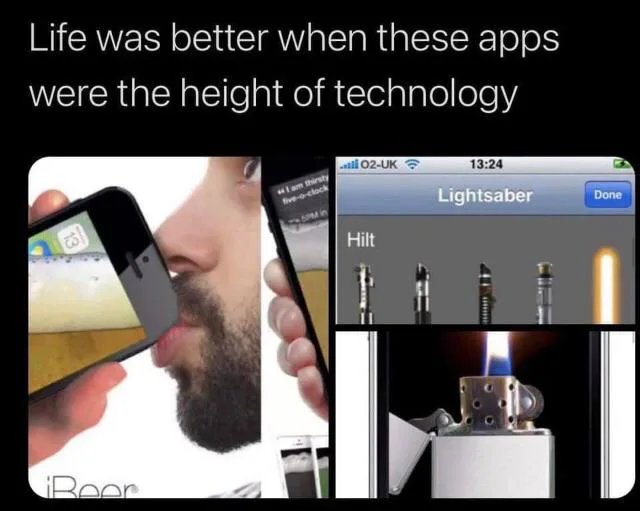 Life was better when these apps
were the height of technology
O2-UK
13:24
Lightsaber
Done
Hilt
13
I am thirsty
five-o-clock
5PM in
iBeer